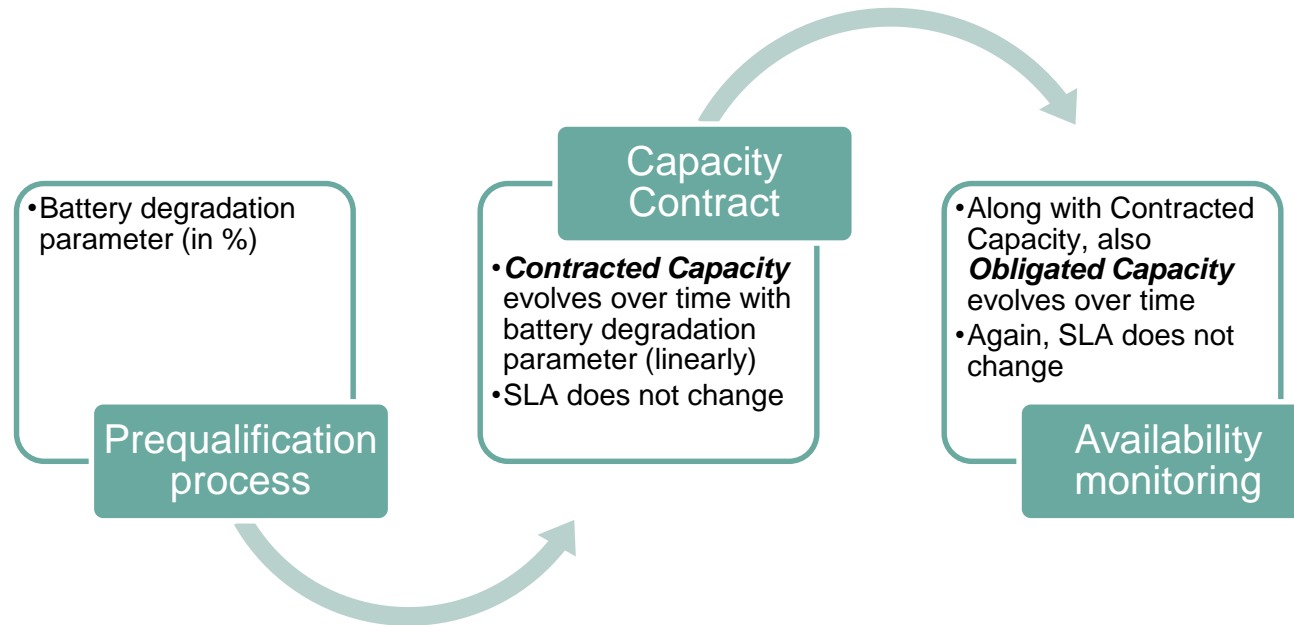 •Battery degradation
parameter (in %)
Prequalification
process
Capacity
Contract
•Contracted Capacity
evolves over time with
battery degradation
parameter (linearly)
•SLA does not change
•Along with Contracted
Capacity, also
Obligated Capacity
evolves over time
•Again, SLA does not
change
Availability
monitoring